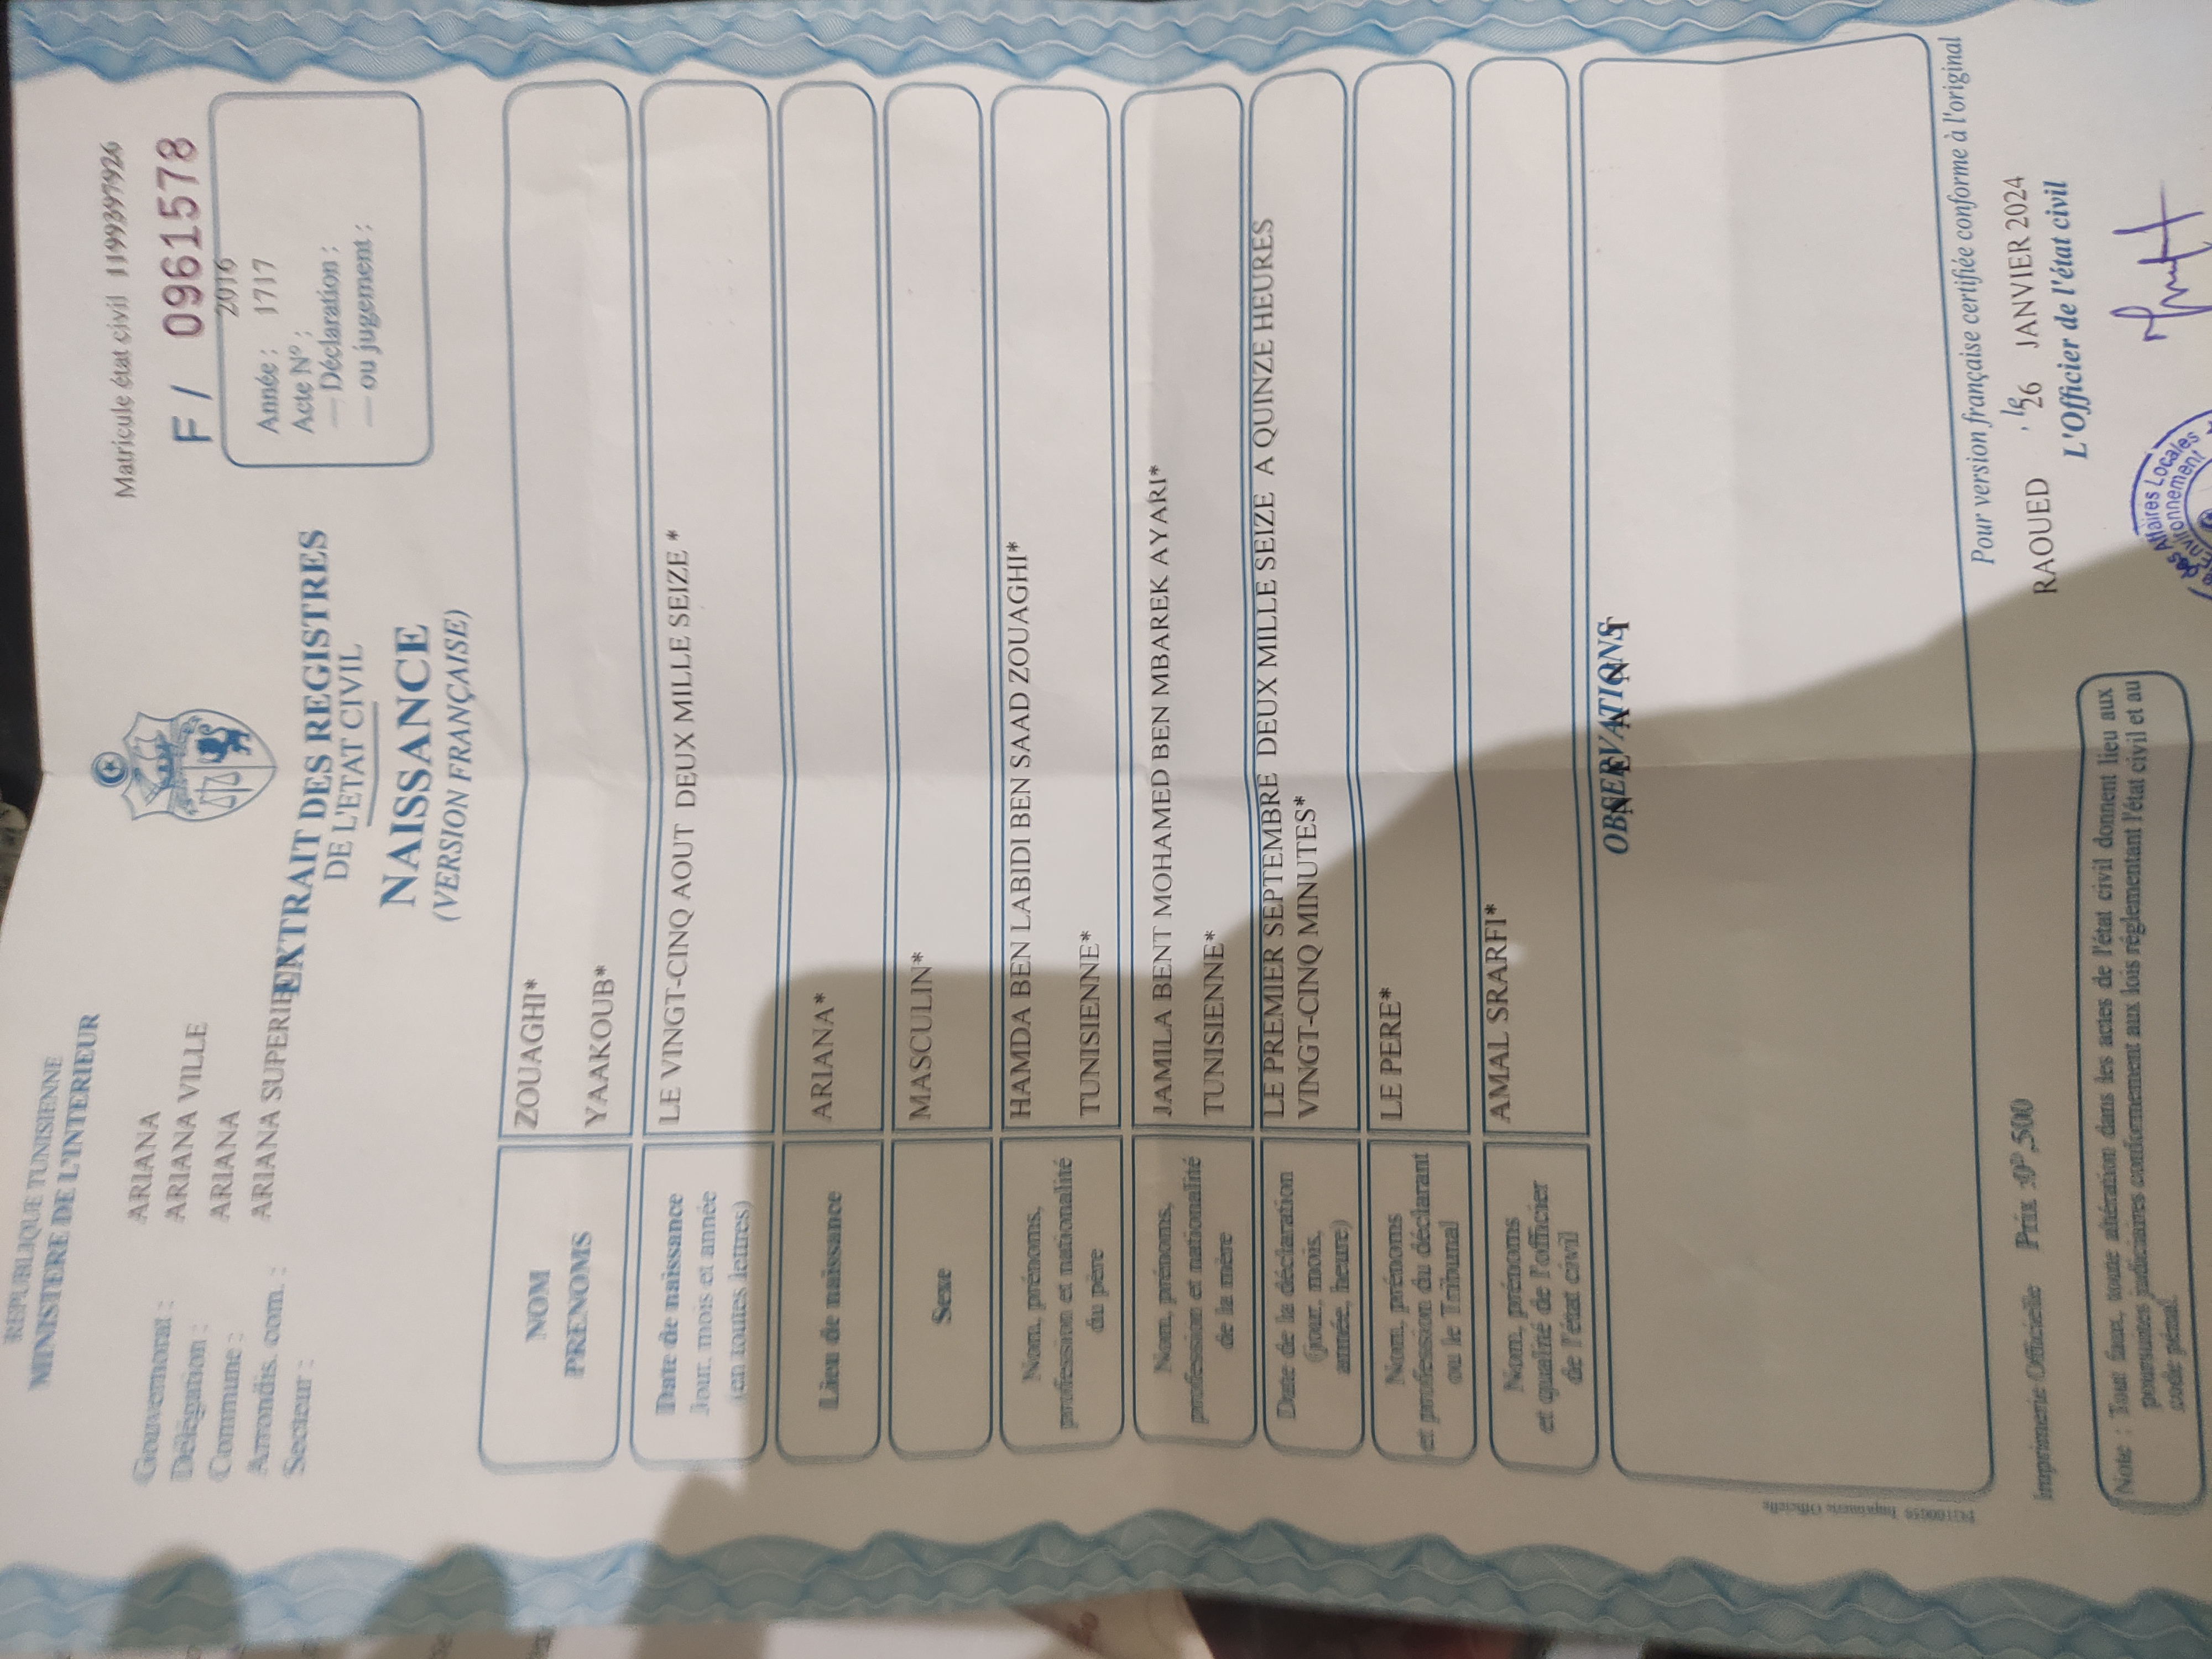 REPUBLIQUE TUNISIENNE
MINISTERE DE L'INTERIEUR
Gouvernorat : ARIANA
Délégation : ARIANA VILLE
Commune : ARIANA
Arrondis. com. : ARIANA SUPERIE
Secteur :
Matricule état civil 1199397926
F / 0961578
2016
Année :
Acte N° : 1717
— Déclaration :
— ou jugement :
EXTRAIT DES REGISTRES
DE L'ETAT CIVIL
NAISSANCE
(VERSION FRANÇAISE)
NOM ZOUAGHI*
PRENOMS YAAKOUB*
Date de naissance
Jour, mois et année
(en toutes lettres)
LE VINGT-CINQ AOUT DEUX MILLE SEIZE *
Lieu de naissance ARIANA*
Sexe MASCULIN*
Nom, prénoms,
profession et nationalité
du père
HAMDA BEN LABIDI BEN SAAD ZOUAGHI*
TUNISIENNE*
Nom, prénoms,
profession et nationalité
de la mère
JAMILA BENT MOHAMED BEN MBAREK AYARI*
TUNISIENNE*
Date de la déclaration
(jour, mois,
année, heure)
LE PREMIER SEPTEMBRE DEUX MILLE SEIZE A QUINZE HEURES
VINGT-CINQ MINUTES*
Nom, prénoms
et profession du déclarant
ou le Tribunal
LE PERE*
Nom, prénoms
et qualité de l'officier
de l'état civil
AMAL SRARFI*
OBSERVATIONS
N E A N T
Pour version française certifiée conforme à l'original
RAOUED , le 26 JANVIER 2024
L'Officier de l'état civil
Imprimerie Officielle
Note : Tout faux, toute altération dans les actes de l'état civil donnent lieu aux
poursuites judiciaires conformement aux lois réglementant l'état civil et au
code pénal.
des Affaires Locales